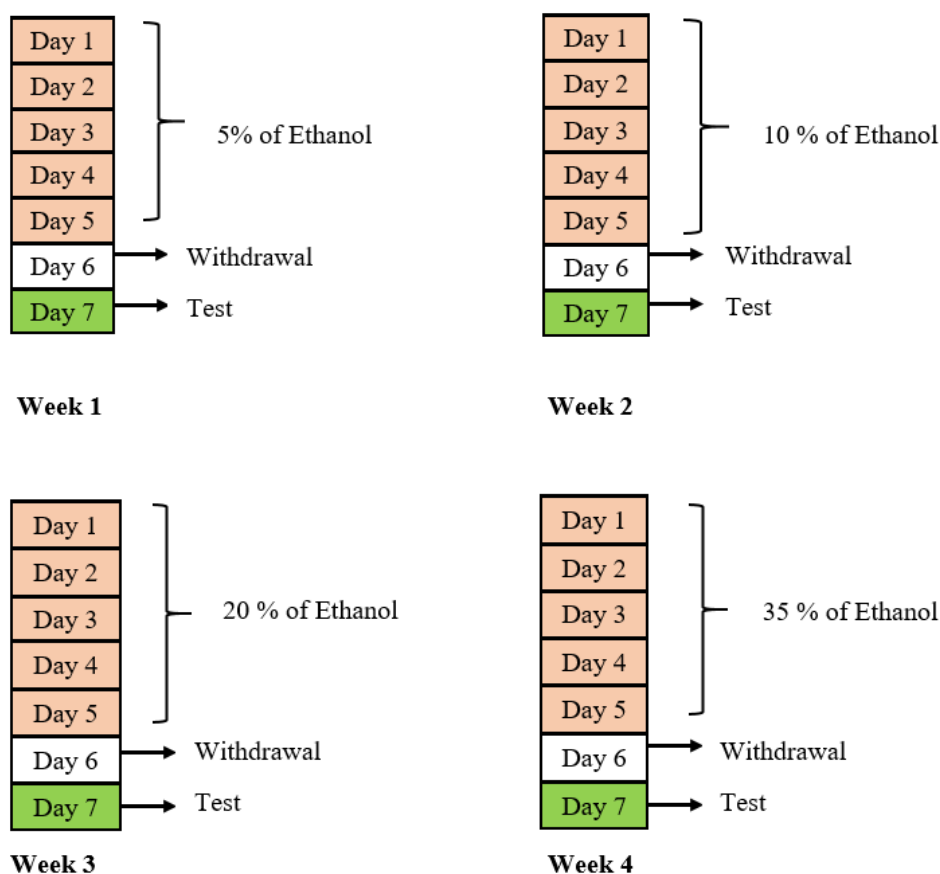 Day 1
Day 2
Day 3
Day 4
Day 5
Day 6
Day 7
5% of Ethanol
Withdrawal
Test
Week 1
Day 1
Day 2
Day 3
Day 4
Day 5
Day 6
Day 7
10 % of Ethanol
Withdrawal
Test
Week 2
Day 1
Day 2
Day 3
Day 4
Day 5
Day 6
Day 7
20 % of Ethanol
Withdrawal
Test
Week 3
Day 1
Day 2
Day 3
Day 4
Day 5
Day 6
Day 7
35 % of Ethanol
Withdrawal
Test
Week 4